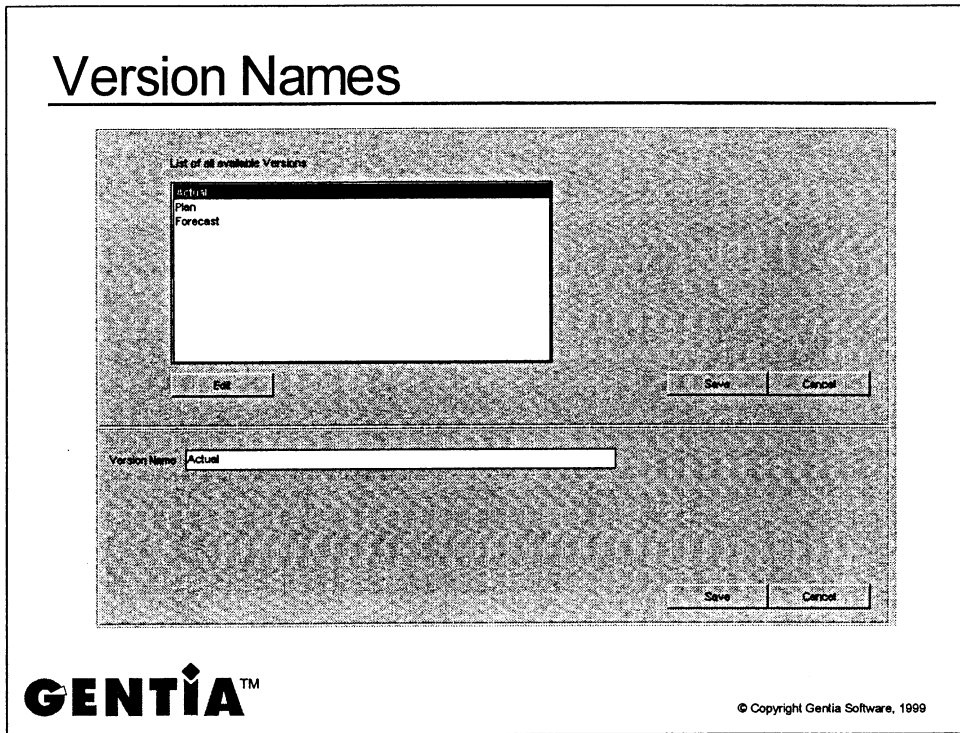 Version Names
List of all available Versions
Actual
Plan
Forecast
Edit
Save Cancel
Version Name Actual
Save Cancel
GENTIA™
© Copyright Gentia Software, 1999